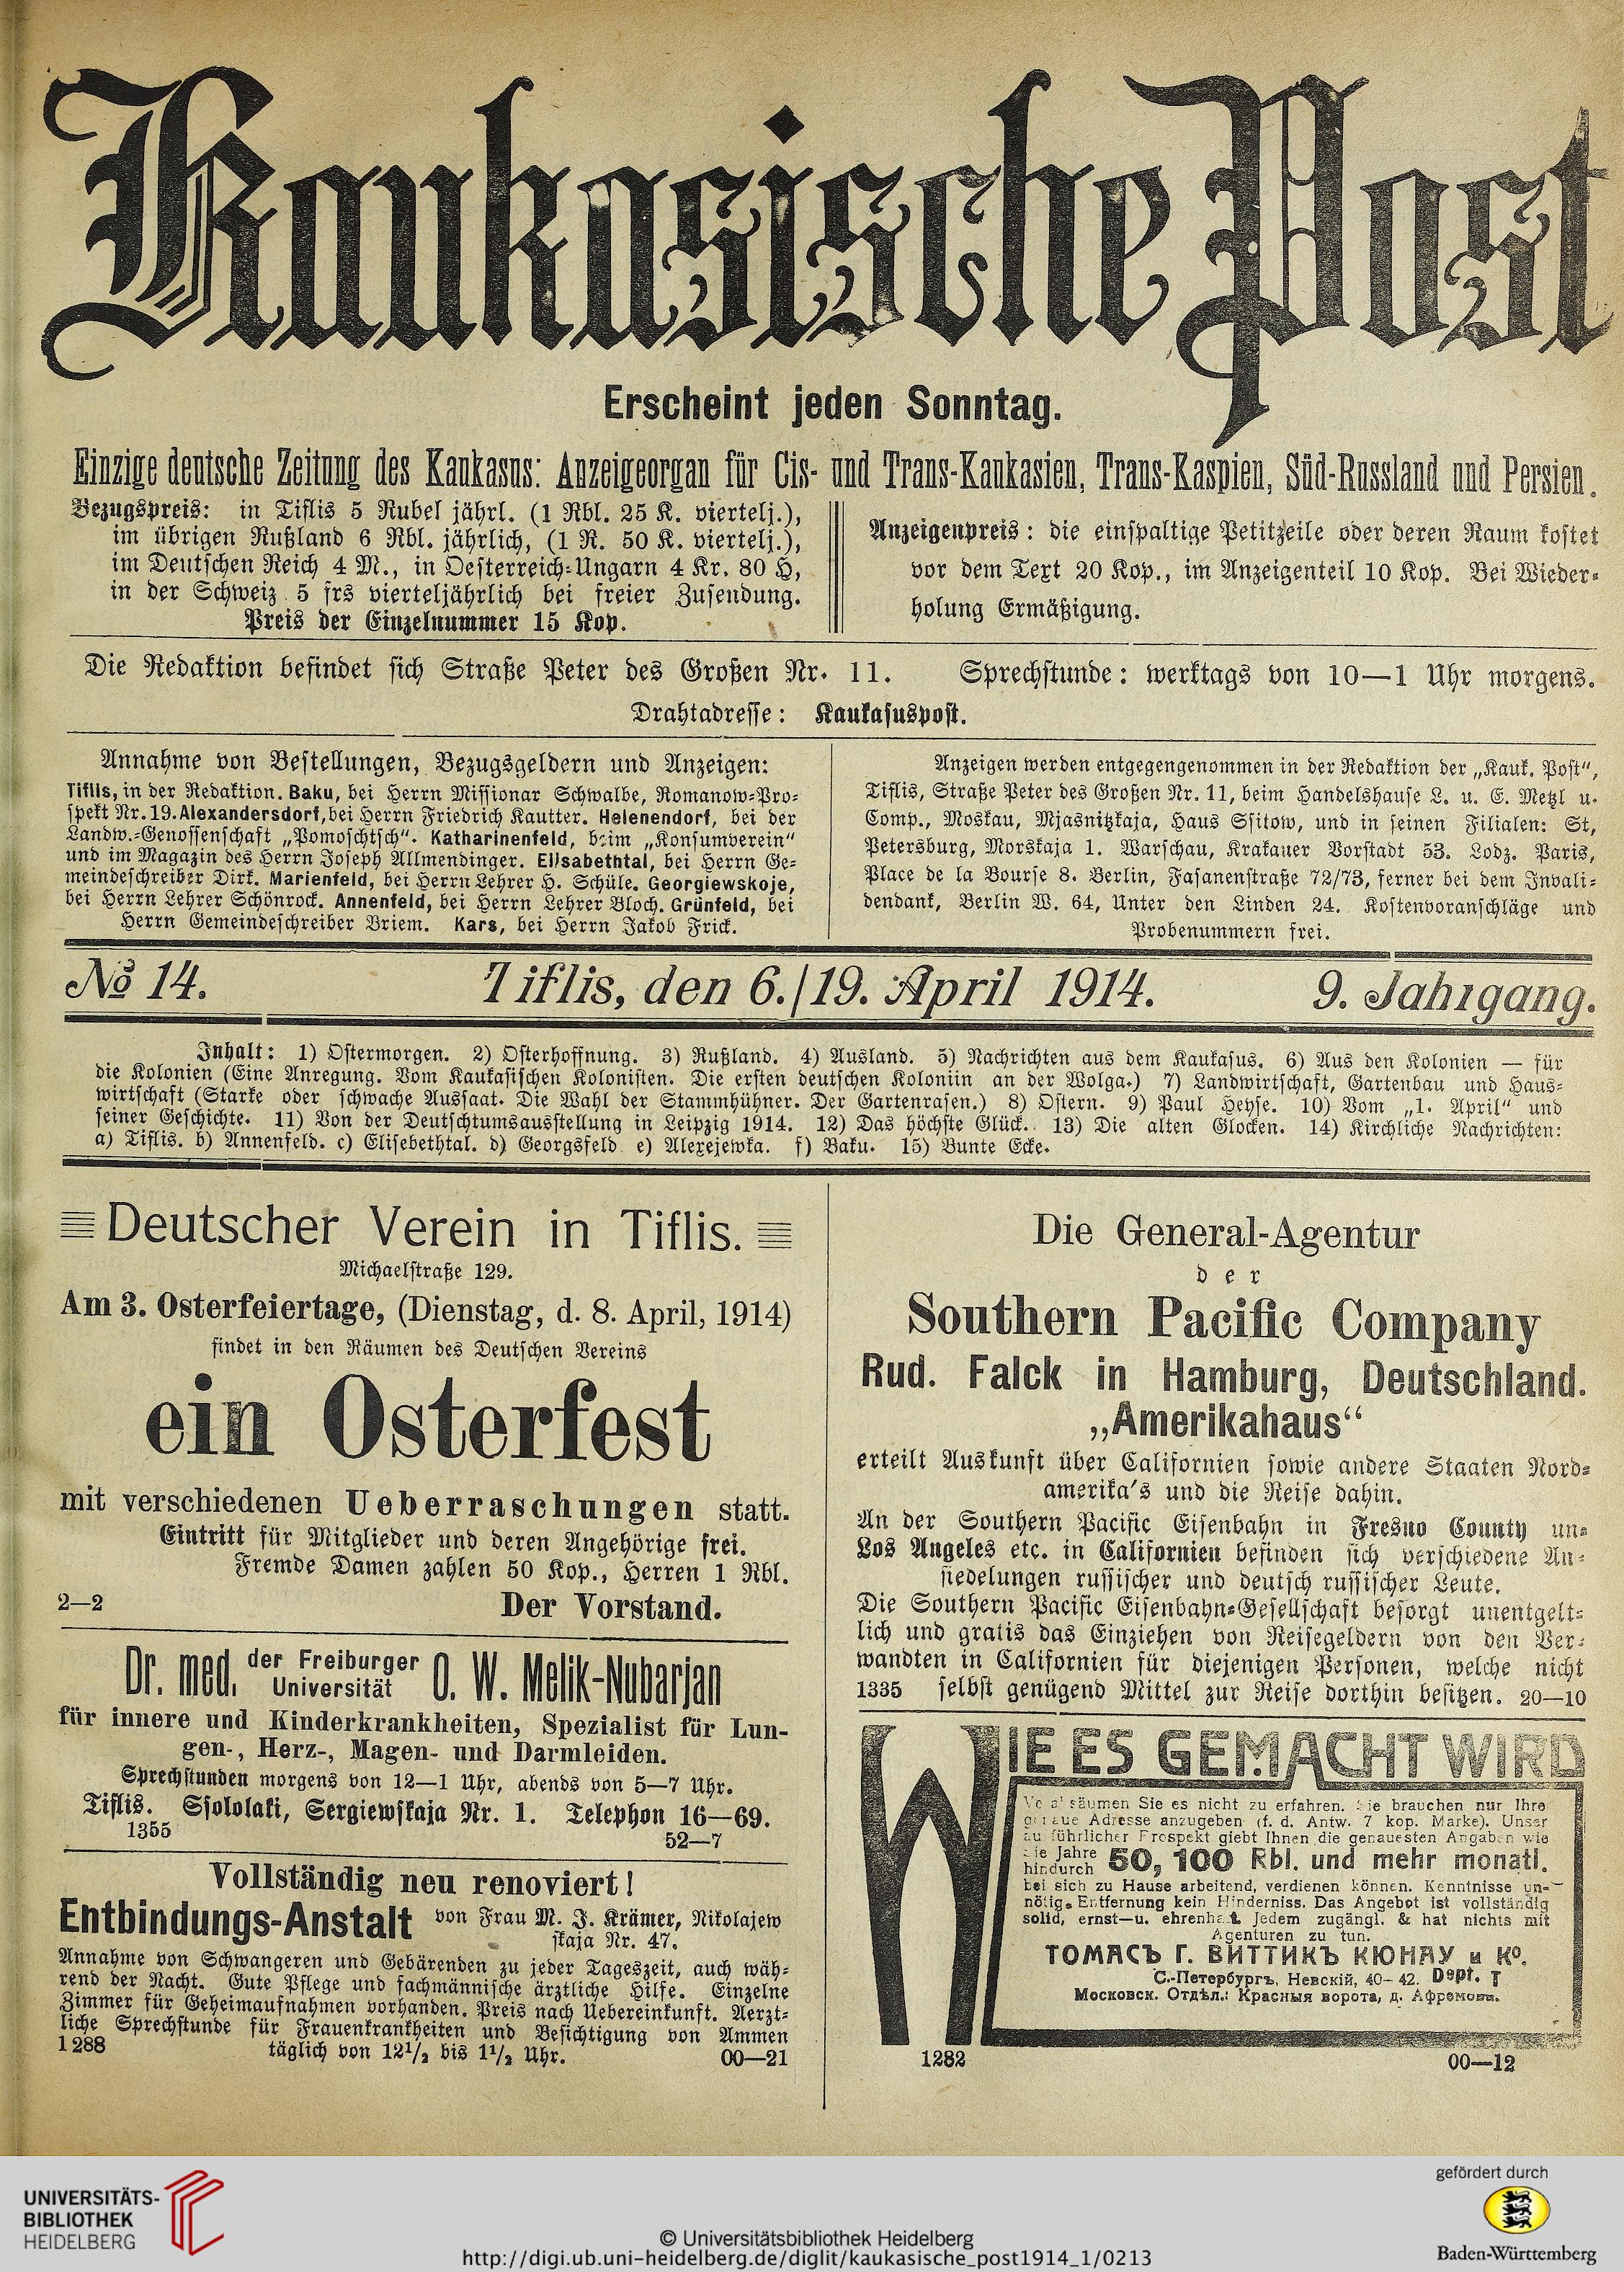 Kaukasische Post
Erscheint jeden Sonntag.
Einzige deutsche Zeitung des Kaukasus: Anzeigeorgan für Cis- und Trans-Kaukasien, Trans-Kaspien, Süd-Russland und Persien.
Bezugspreis: in Tiflis 5 Rubel jährl. (1 Rbl. 25 K. viertelj.),
im übrigen Rußland 6 Rbl. jährlich, (1 R. 50 K. viertelj.),
im Deutschen Reich 4 M., in Oesterreich-Ungarn 4 Kr. 80 H,
in der Schweiz 5 frs vierteljährlich bei freier Zusendung.
Preis der Einzelnummer 15 Kop.
Anzeigenpreis: die einspaltige Petitzeile oder deren Raum kostet
vor dem Text 20 Kop., im Anzeigenteil 10 Kop. Bei Wieder-
holung Ermäßigung.
Die Redaktion befindet sich Straße Peter des Großen Nr. 11. Sprechstunde: werktags von 10—1 Uhr morgens.
Drahtadresse: Kaukasuspost.
Annahme von Bestellungen, Bezugsgeldern und Anzeigen:
Tiflis, in der Redaktion. Baku, bei Herrn Missionar Schwalbe, Romanow-Pro-
spekt Nr. 19. Alexandersdorf, bei Herrn Friedrich Kautter. Helenendorf, bei der
Landw.-Genossenschaft „Pomoschtsch". Katharinenfeld, beim „Konsumverein"
und im Magazin des Herrn Joseph Allmendinger. Elisabethtal, bei Herrn Ge-
meindeschreiber Dirk. Marienfeld, bei Herrn Lehrer H. Schüle. Georgiewskoje,
bei Herrn Lehrer Schönrock. Annenfeld, bei Herrn Lehrer Bloch. Grünfeld, bei
Herrn Gemeindeschreiber Briem. Kars, bei Herrn Jakob Frick.
Anzeigen werden entgegengenommen in der Redaktion der „Kauk. Post",
Tiflis, Straße Peter des Großen Nr. 11, beim Handelshause L. u. E. Metzl u.
Comp., Moskau, Mjasnitzkaja, Haus Ssitow, und in seinen Filialen: St,
Petersburg, Morskaja 1. Warschau, Krakauer Vorstadt 53. Lodz. Paris,
Place de la Bourse 8. Berlin, Fasanenstraße 72/73, ferner bei dem Invali-
dendank, Berlin W. 64, Unter den Linden 24. Kostenvoranschläge und
Probenummern frei.
№ 14. Tiflis, den 6./19. April 1914. 9. Jahrgang.
Inhalt: 1) Ostermorgen. 2) Osterhoffnung. 3) Rußland. 4) Ausland. 5) Nachrichten aus dem Kaukasus. 6) Aus den Kolonien — für
die Kolonien (Eine Anregung. Vom Kaukasischen Kolonisten. Die ersten deutschen Koloniin an der Wolga.) 7) Landwirtschaft, Gartenbau und Haus-
wirtschaft (Starke oder schwache Aussaat. Die Wahl der Stammhühner. Der Gartenrasen.) 8) Ostern. 9) Paul Heyse. 10) Vom „1. April" und
seiner Geschichte. 11) Von der Deutschtumsausstellung in Leipzig 1914. 12) Das höchste Glück. 13) Die alten Glocken. 14) Kirchliche Nachrichten:
a) Tiflis. b) Annenfeld. c) Elisebethtal. d) Georgsfeld e) Alexejewka. f) Baku. 15) Bunte Ecke.
Deutscher Verein in Tiflis.
Michaelstraße 129.
Am 3. Osterfeiertage, (Dienstag, d. 8. April, 1914)
findet in den Räumen des Deutschen Vereins
ein Osterfest
mit verschiedenen Ueberraschungen statt.
Eintritt für Mitglieder und deren Angehörige frei.
Fremde Damen zahlen 50 Kop., Herren 1 Rbl.
2—2 Der Vorstand.
Dr. med. der Freiburger Universität O. W. Melik-Nubarjan
für innere und Kinderkrankheiten, Spezialist für Lun-
gen-, Herz-, Magen- und Darmleiden.
Sprechstunden morgens von 12—1 Uhr, abends von 5—7 Uhr.
Tiflis. Ssololaki, Sergiewskaja Nr. 1. Telephon 16—69.
1355 52—7
Vollständig neu renoviert!
Entbindungs-Anstalt von Frau M. J. Krämer, Nikolajew
skaja Nr. 47.
Annahme von Schwangeren und Gebärenden zu jeder Tageszeit, auch wäh-
rend der Nacht. Gute Pflege und fachmännische ärztliche Hilfe. Einzelne
Zimmer für Geheimaufnahmen vorhanden. Preis nach Uebereinkunft. Aerzt-
liche Sprechstunde für Frauenkrankheiten und Besichtigung von Ammen
1288 täglich von 12½ bis 1½ Uhr. 00—21
Die General-Agentur
der
Southern Pacific Company
Rud. Falck in Hamburg, Deutschland.
„Amerikahaus"
erteilt Auskunft über Californien sowie andere Staaten Nord-
amerika's und die Reise dahin.
An der Southern Pacific Eisenbahn in Fresno County un-
Los Angeles etc. in Californien befinden sich verschiedene An-
siedelungen russischer und deutsch russischer Leute.
Die Southern Pacific Eisenbahn-Gesellschaft besorgt unentgelt-
lich und gratis das Einziehen von Reisegeldern von den Ver-
wandten in Californien für diejenigen Personen, welche nicht
1335 selbst genügend Mittel zur Reise dorthin besitzen. 20—10
WIE ES GEMACHT WIRD
säumen Sie es nicht zu erfahren. Sie brauchen nur Ihre
genaue Adresse anzugeben (f. d. Antw. 7 kop. Marke). Unser
ausführlicher Prospekt giebt Ihnen die genauesten Angaben wie
Sie Jahre hindurch 50, 100 Rbl. und mehr monatl.
bei sich zu Hause arbeitend, verdienen können. Kenntnisse un-
nötig. Entfernung kein Hinderniss. Das Angebot ist vollständig
solid, ernst—u. ehrenhaft. Jedem zugängl. & hat nichts mit
Agenturen zu tun.
ТОМАСЪ Г. ВИТТИКЪ КЮНАУ и Ко.
С.-Петербургъ, Невскій, 40-42. Dept. T
Московск. Отдѣл.: Красныя ворота, д. Афремова.
1282 00—12
UNIVERSITÄTS-
BIBLIOTHEK
HEIDELBERG
© Universitätsbibliothek Heidelberg
http://digi.ub.uni-heidelberg.de/diglit/kaukasische_post1914_1/0213
gefördert durch
Baden-Württemberg